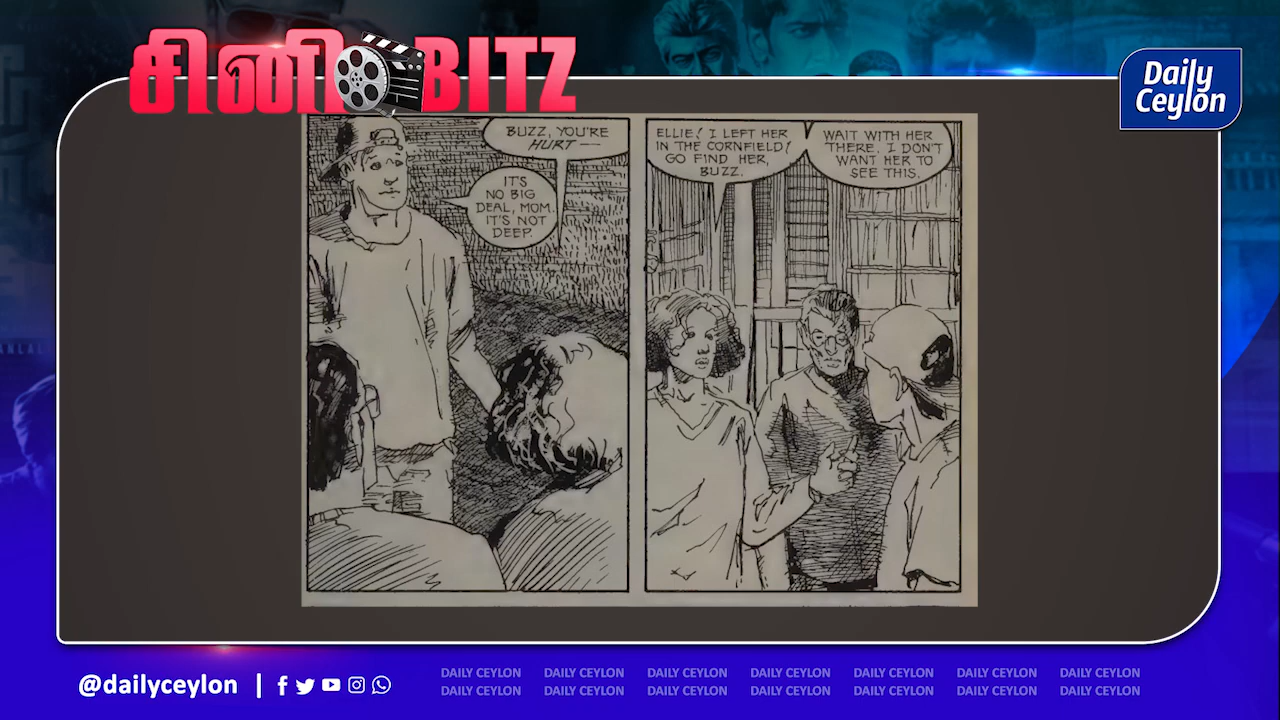 சினி BITZ
Daily
Ceylon
BUZZ, YOU'RE
HURT —
IT'S
NO BIG
DEAL, MOM.
IT'S NOT
DEEP.
ELLIE! I LEFT HER
IN THE CORNFIELD!
GO FIND HER,
BUZZ.
WAIT WITH HER
THERE. I DON'T
WANT HER TO
SEE THIS.
@dailyceylon |
DAILY CEYLON DAILY CEYLON DAILY CEYLON DAILY CEYLON DAILY CEYLON DAILY CEYLON DAILY CEYLON
DAILY CEYLON DAILY CEYLON DAILY CEYLON DAILY CEYLON DAILY CEYLON DAILY CEYLON DAILY CEYLON